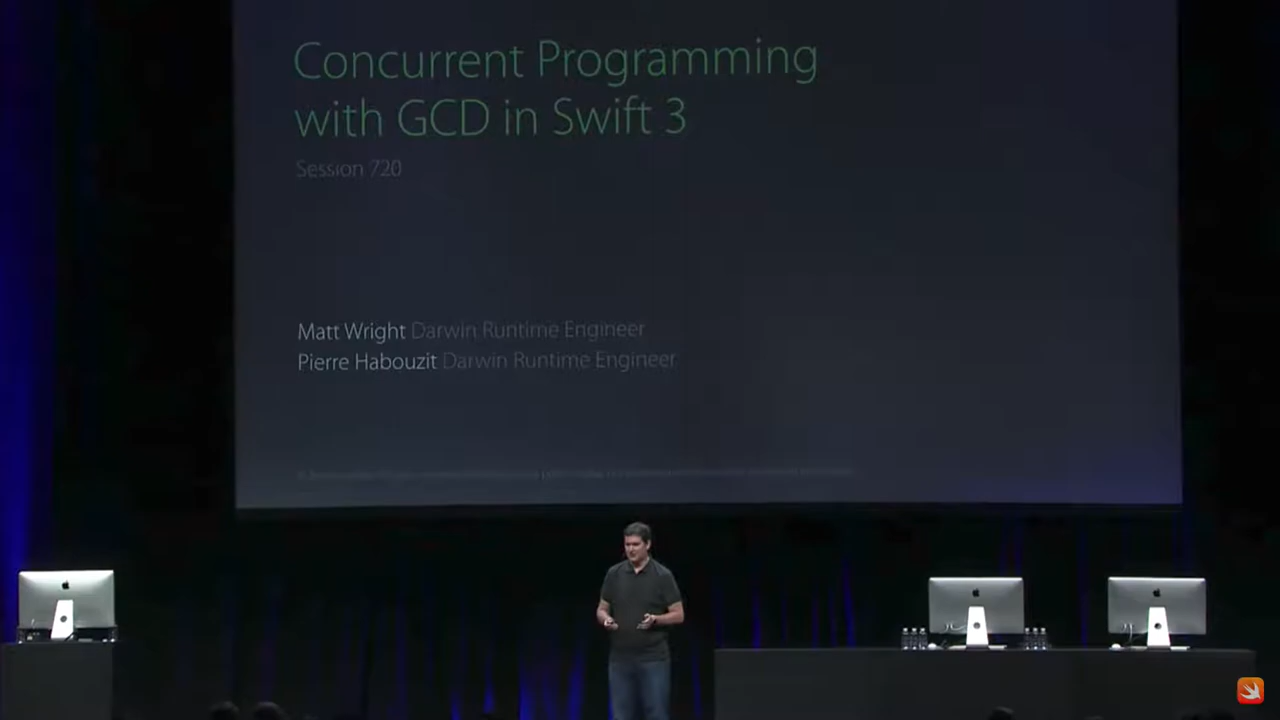 Concurrent Programming
with GCD in Swift 3
Session 720
Matt Wright Darwin Runtime Engineer
Pierre Habouzit Darwin Runtime Engineer